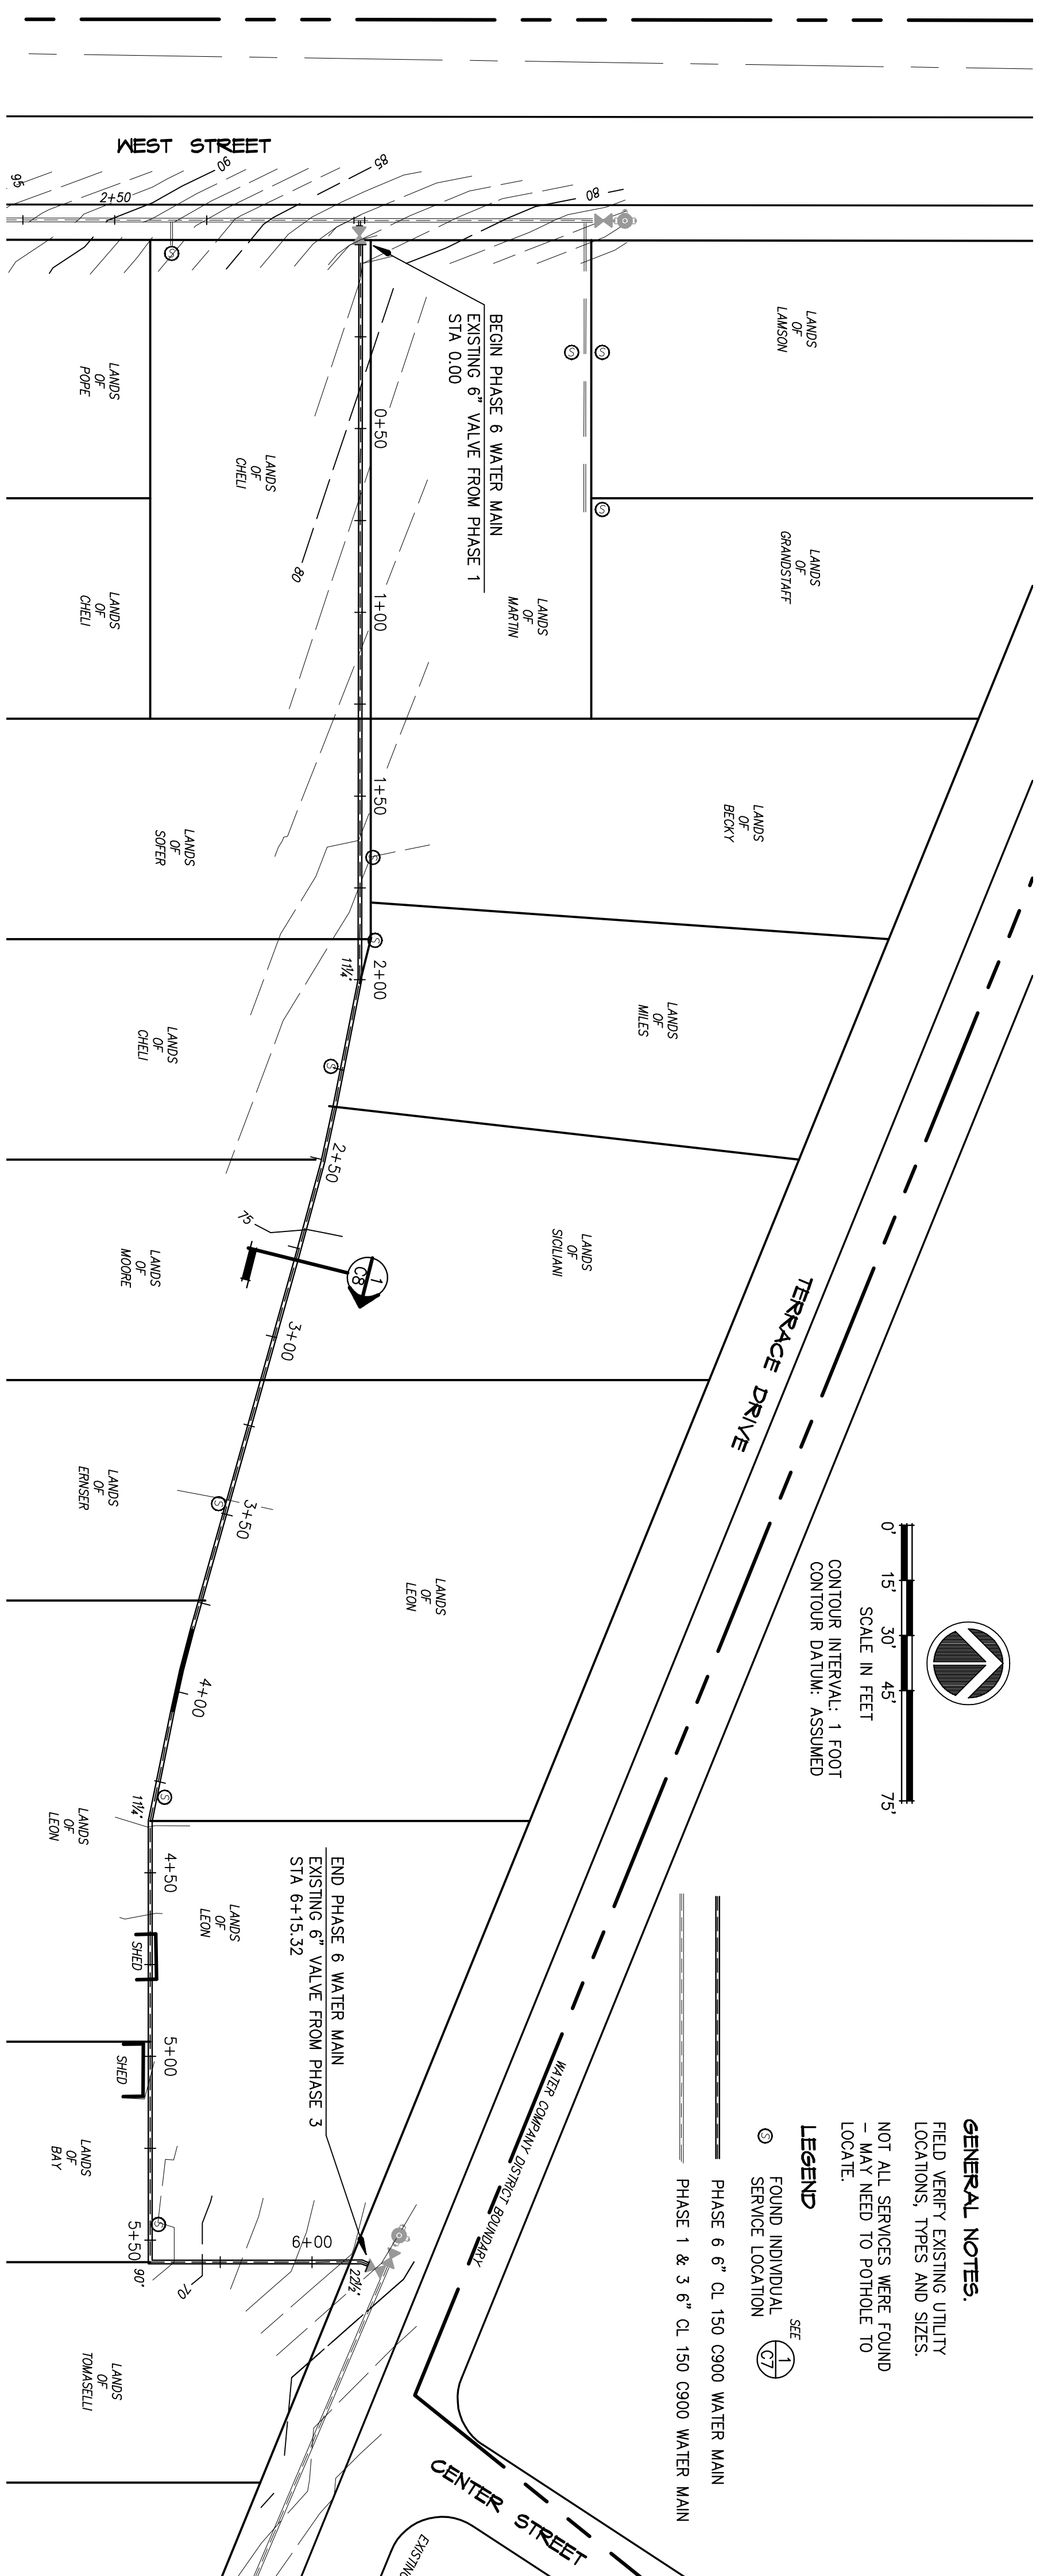 WEST STREET
95
90
85
80
2+50
BEGIN PHASE 6 WATER MAIN
EXISTING 6" VALVE FROM PHASE 1
STA 0.00
LANDS
OF
LAMSON
LANDS
OF
GRANDSTAFF
LANDS
OF
MARTIN
LANDS
OF
POPE
LANDS
OF
CHELI
LANDS
OF
CHELI
80
0+50
1+00
1+50
2+00
11¼°
LANDS
OF
BECKY
LANDS
OF
SOFER
LANDS
OF
MILES
LANDS
OF
CHELI
2+50
75
1
C8
LANDS
OF
SICILIANI
LANDS
OF
MOORE
3+00
TERRACE DRIVE
LANDS
OF
ERNSER
3+50
LANDS
OF
LEON
4+00
11¼°
LANDS
OF
LEON
4+50
LANDS
OF
LEON
SHED
5+00
SHED
END PHASE 6 WATER MAIN
EXISTING 6" VALVE FROM PHASE 3
STA 6+15.32
LANDS
OF
BAY
5+50
90°
70
6+00
22½°
LANDS
OF
TOMASELLI
WATER COMPANY DISTRICT BOUNDARY
CENTER STREET
EXISTING
0' 15' 30' 45' 75'
SCALE IN FEET
CONTOUR INTERVAL: 1 FOOT
CONTOUR DATUM: ASSUMED
GENERAL NOTES.
FIELD VERIFY EXISTING UTILITY
LOCATIONS, TYPES AND SIZES.
NOT ALL SERVICES WERE FOUND
- MAY NEED TO POTHOLE TO
LOCATE.
LEGEND
S
FOUND INDIVIDUAL
SERVICE LOCATION
SEE
1
C7
PHASE 6 6" CL 150 C900 WATER MAIN
PHASE 1 & 3 6" CL 150 C900 WATER MAIN